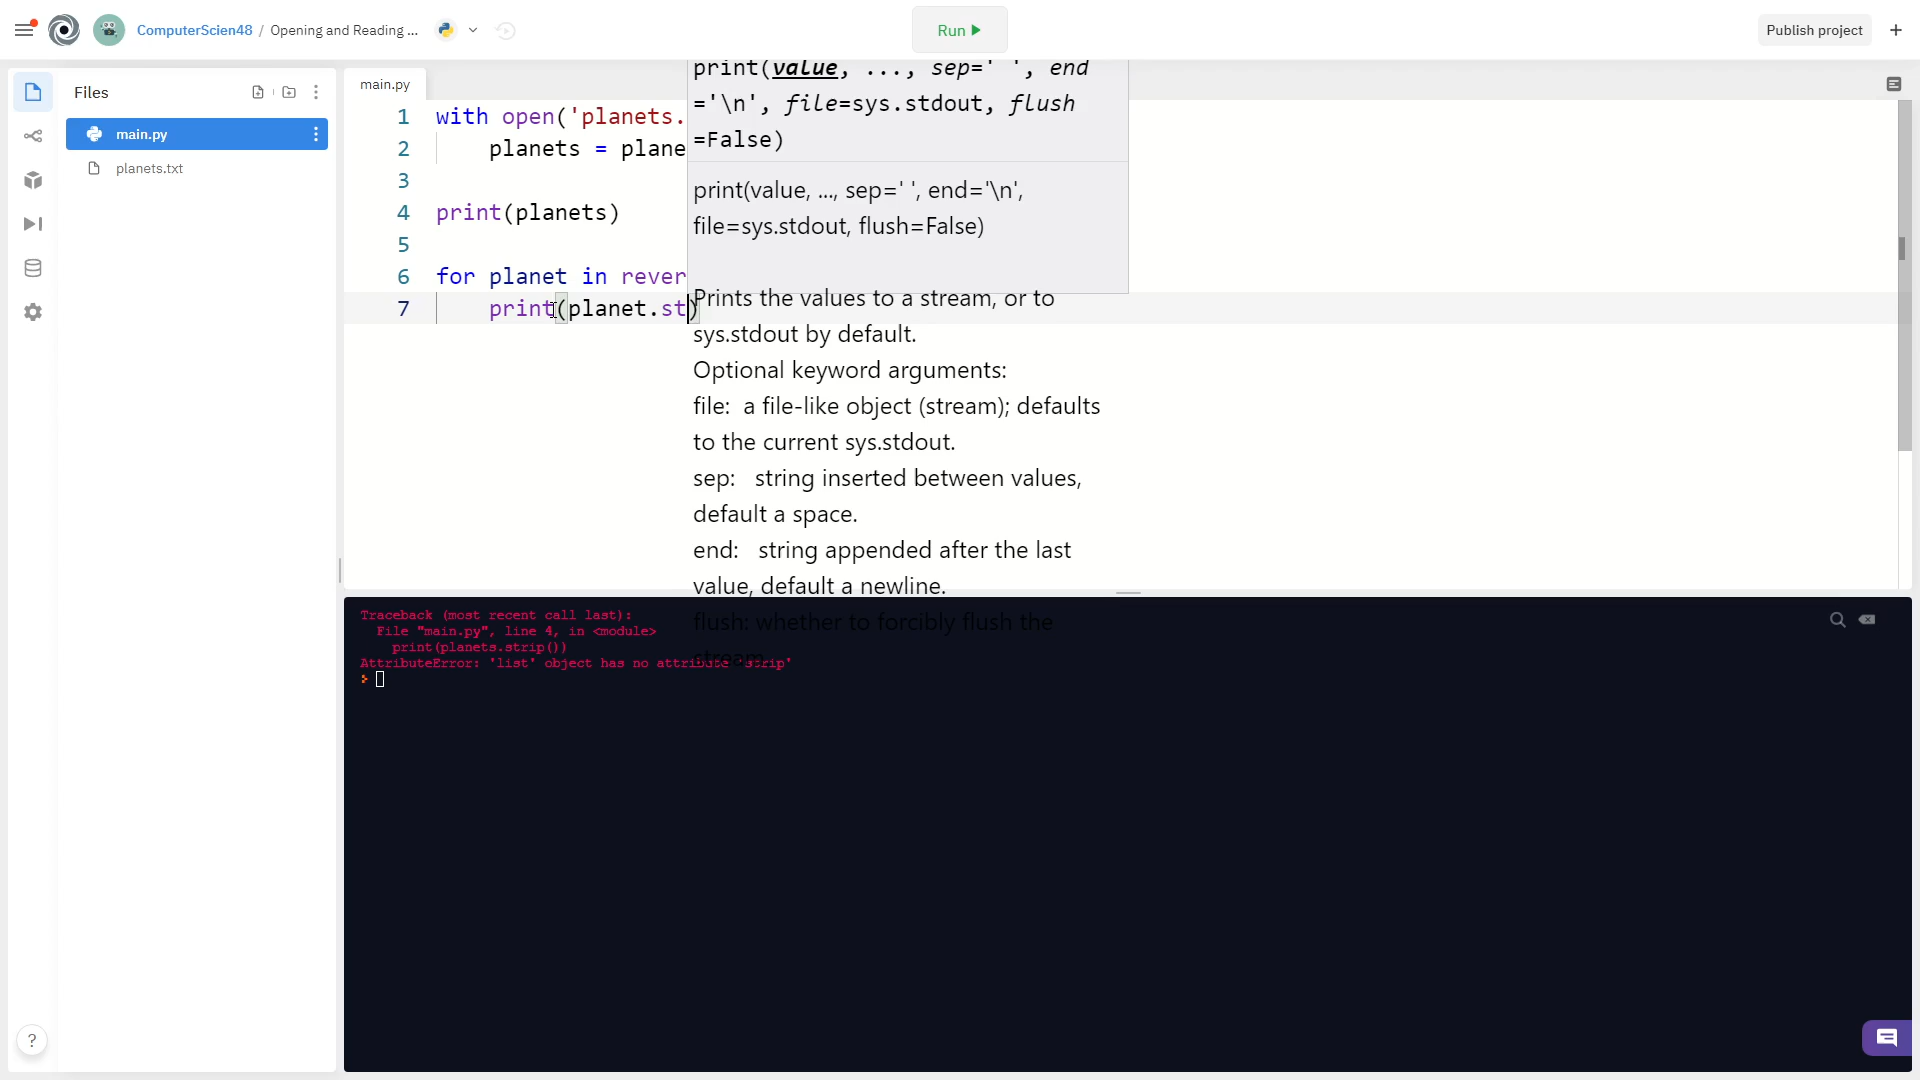 ComputerScien48 / Opening and Reading ...
Run
Publish project
Files
main.py
planets.txt
main.py
1 with open('planets.
2 planets = plane
3
4 print(planets)
5
6 for planet in rever
7 print(planet.st)
print(value, ..., sep=' ', end
='\n', file=sys.stdout, flush
=False)
print(value, ..., sep=' ', end='\n',
file=sys.stdout, flush=False)
Prints the values to a stream, or to
sys.stdout by default.
Optional keyword arguments:
file: a file-like object (stream); defaults
to the current sys.stdout.
sep: string inserted between values,
default a space.
end: string appended after the last
value, default a newline.
flush: whether to forcibly flush the
stream.
Traceback (most recent call last):
File "main.py", line 4, in <module>
print(planets.strip())
AttributeError: 'list' object has no attribute 'strip'
?